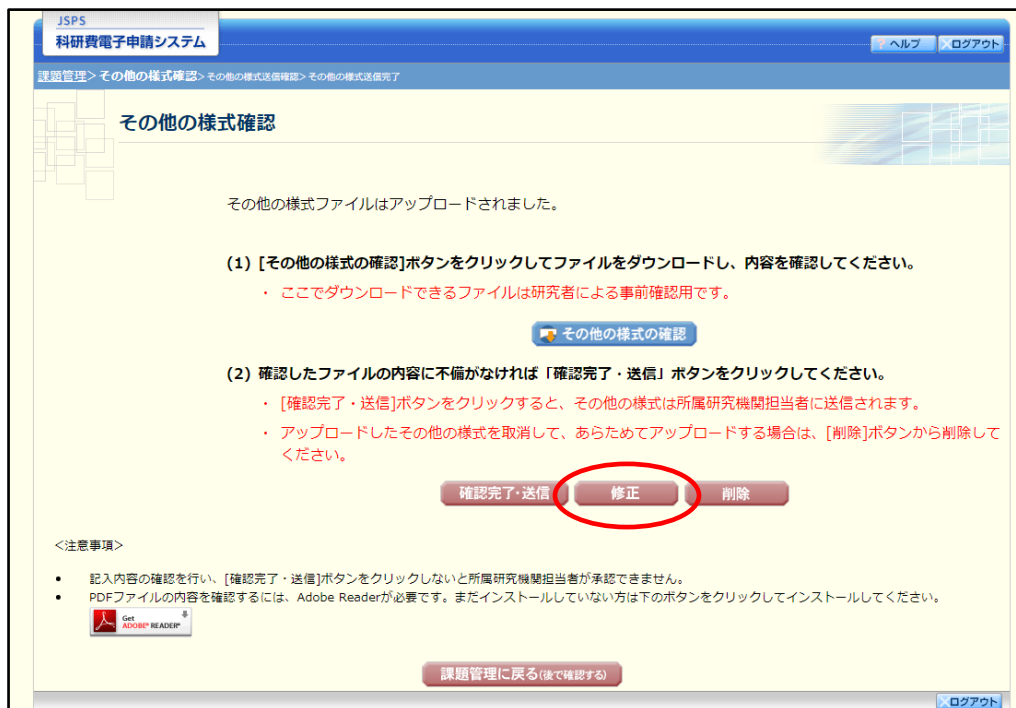 JSPS
科研費電子申請システム
? ヘルプ
×ログアウト
課題管理> その他の様式確認> その他の様式送信確認> その他の様式送信完了
その他の様式確認
その他の様式ファイルはアップロードされました。
(1) [その他の様式の確認]ボタンをクリックしてファイルをダウンロードし、内容を確認してください。
・ ここでダウンロードできるファイルは研究者による事前確認用です。
その他の様式の確認
(2) 確認したファイルの内容に不備がなければ「確認完了・送信」ボタンをクリックしてください。
・ [確認完了・送信]ボタンをクリックすると、その他の様式は所属研究機関担当者に送信されます。
・ アップロードしたその他の様式を取消して、あらためてアップロードする場合は、[削除]ボタンから削除して
ください。
確認完了・送信
修正
削除
<注意事項>
• 記入内容の確認を行い、[確認完了・送信]ボタンをクリックしないと所属研究機関担当者が承認できません。
• PDFファイルの内容を確認するには、Adobe Readerが必要です。まだインストールしていない方は下のボタンをクリックしてインストールしてください。
Get
ADOBE® READER®
課題管理に戻る(後で確認する)
×ログアウト